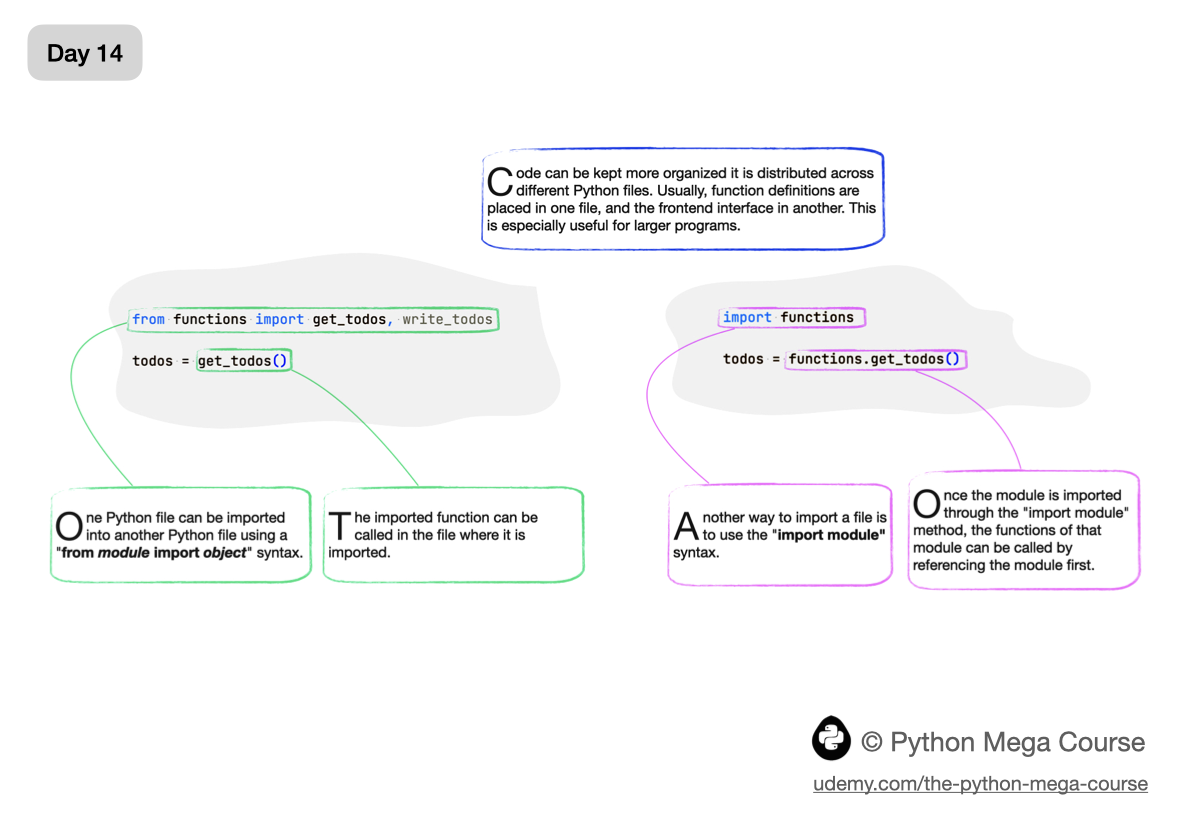 Day 14
Code can be kept more organized it is distributed across
different Python files. Usually, function definitions are
placed in one file, and the frontend interface in another. This
is especially useful for larger programs.
from functions import get_todos, write_todos
todos = get_todos()
import functions
todos = functions.get_todos()
One Python file can be imported
into another Python file using a
"from module import object" syntax.
The imported function can be
called in the file where it is
imported.
Another way to import a file is
to use the "import module"
syntax.
Once the module is imported
through the "import module"
method, the functions of that
module can be called by
referencing the module first.
© Python Mega Course
udemy.com/the-python-mega-course